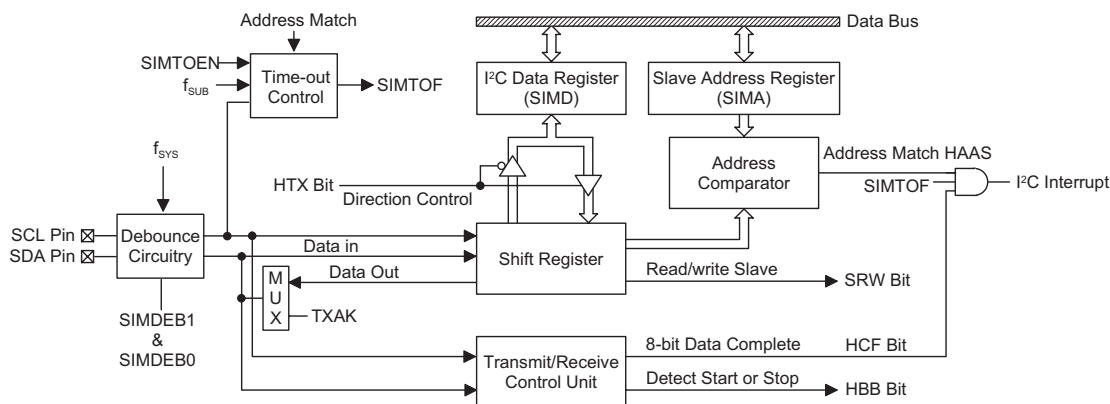 Address Match
Data Bus
SIMTOEN
fSUB
Time-out
Control
SIMTOF
I²C Data Register
(SIMD)
Slave Address Register
(SIMA)
fSYS
HTX Bit
Direction Control
Address
Comparator
Address Match HAAS
SIMTOF
I²C Interrupt
SCL Pin
SDA Pin
Debounce
Circuitry
Data in
Shift Register
Data Out
M
U
X
TXAK
Read/write Slave
SRW Bit
SIMDEB1
&
SIMDEB0
Transmit/Receive
Control Unit
8-bit Data Complete
HCF Bit
Detect Start or Stop
HBB Bit